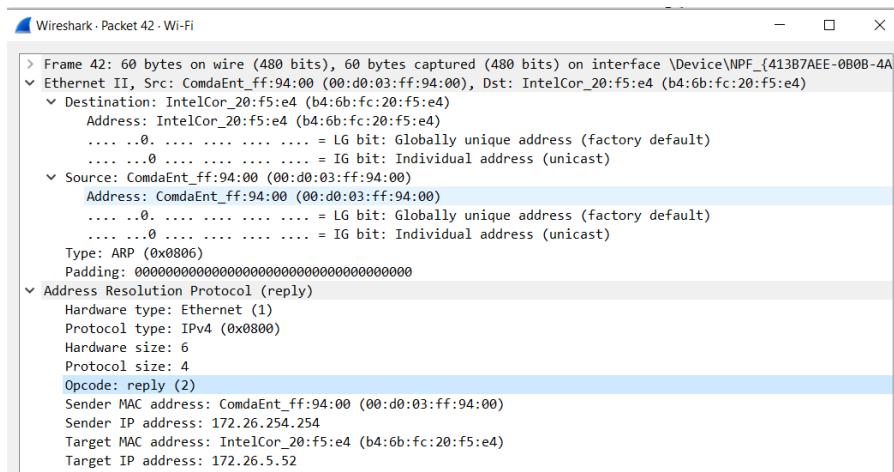 Wireshark · Packet 42 · Wi-Fi
Frame 42: 60 bytes on wire (480 bits), 60 bytes captured (480 bits) on interface \Device\NPF_{413B7AEE-0B0B-4A
Ethernet II, Src: ComdaEnt_ff:94:00 (00:d0:03:ff:94:00), Dst: IntelCor_20:f5:e4 (b4:6b:fc:20:f5:e4)
Destination: IntelCor_20:f5:e4 (b4:6b:fc:20:f5:e4)
Address: IntelCor_20:f5:e4 (b4:6b:fc:20:f5:e4)
.... ..0. .... .... .... .... = LG bit: Globally unique address (factory default)
.... ...0 .... .... .... .... = IG bit: Individual address (unicast)
Source: ComdaEnt_ff:94:00 (00:d0:03:ff:94:00)
Address: ComdaEnt_ff:94:00 (00:d0:03:ff:94:00)
.... ..0. .... .... .... .... = LG bit: Globally unique address (factory default)
.... ...0 .... .... .... .... = IG bit: Individual address (unicast)
Type: ARP (0x0806)
Padding: 000000000000000000000000000000000000
Address Resolution Protocol (reply)
Hardware type: Ethernet (1)
Protocol type: IPv4 (0x0800)
Hardware size: 6
Protocol size: 4
Opcode: reply (2)
Sender MAC address: ComdaEnt_ff:94:00 (00:d0:03:ff:94:00)
Sender IP address: 172.26.254.254
Target MAC address: IntelCor_20:f5:e4 (b4:6b:fc:20:f5:e4)
Target IP address: 172.26.5.52